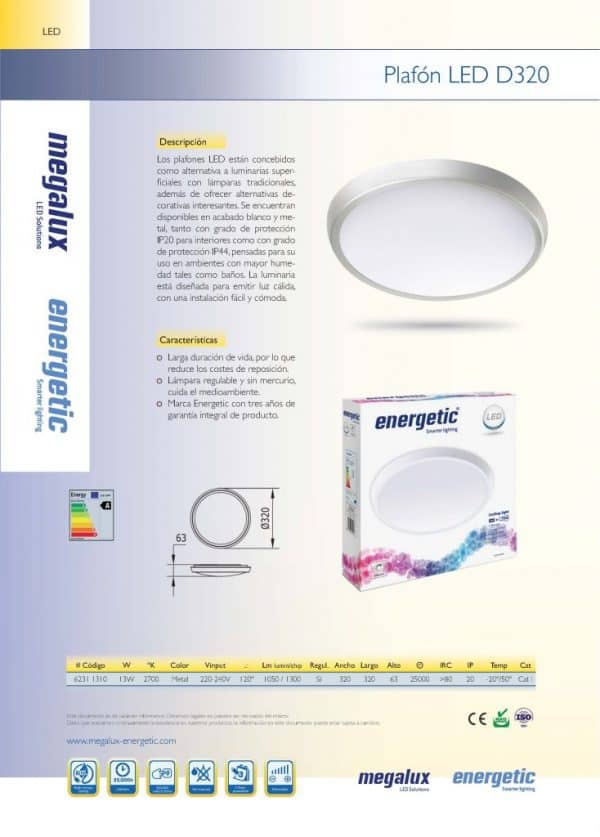 LED
Plafón LED D320
megalux
LED Solutions
energetic
Smarter lighting
Descripción
Los plafones LED están concebidos
como alternativa a luminarias super-
ficiales con lámparas tradicionales,
además de ofrecer alternativas de-
corativas interesantes. Se encuentran
disponibles en acabado blanco y me-
tal, tanto con grado de protección
IP20 para interiores como con grado
de protección IP44, pensadas para su
uso en ambientes con mayor hume-
dad tales como baños. La luminaria
está diseñada para emitir luz cálida,
con una instalación fácil y cómoda.
Características
Larga duración de vida, por lo que
reduce los costes de reposición.
Lámpara regulable y sin mercurio,
cuida el medioambiente.
Marca Energetic con tres años de
garantía integral de producto.
energetic
Smarter lighting
LED
Energy
A
63
Ø320
# Código W °K Color Vinput Lm lumini/chip Regul. Ancho Largo Alto IRC IP Temp Cat
6231 1310 13W 2700 Metal 220-240V 120° 1050 / 1300 Si 320 320 63 25000 >80 20 -20°/50° Cat I
CE
ISO
www.megalux-energetic.com
megalux
LED Solutions
energetic
Smarter lighting